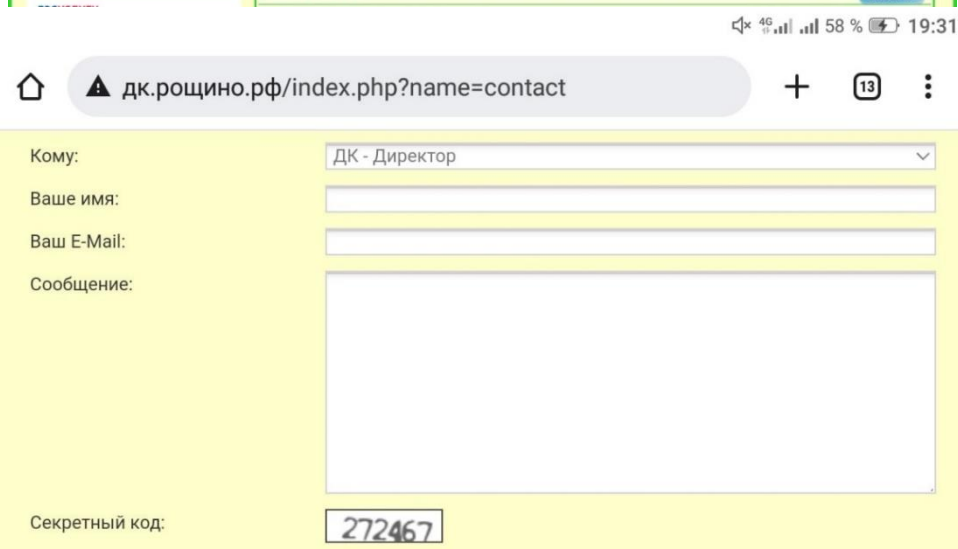 4G 58 % 19:31
дк.рощино.рф/index.php?name=contact 13
Кому: ДК - Директор
Ваше имя:
Ваш E-Mail:
Сообщение:
Секретный код: 272467